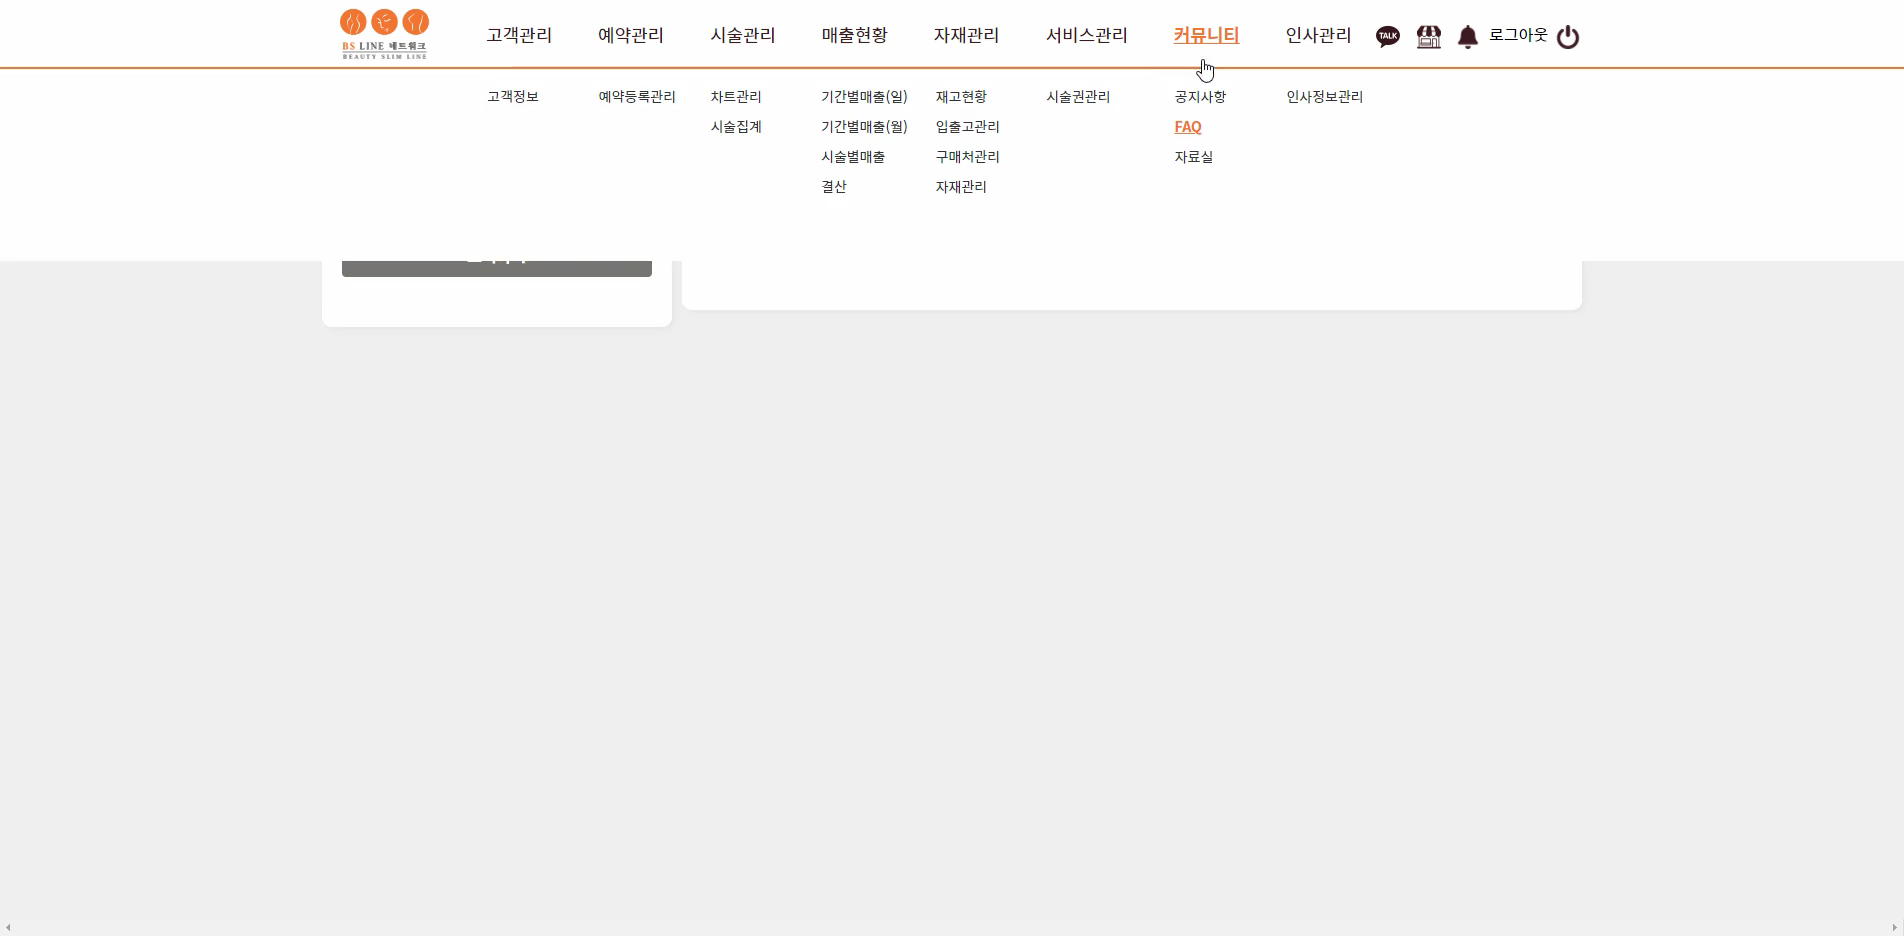 BS LINE 네트워크
BEAUTY SLIM LINE
고객관리 예약관리 시술관리 매출현황 자재관리 서비스관리 커뮤니티 인사관리 TALK 로그아웃
고객정보 예약등록관리 차트관리 기간별매출(일) 재고현황 시술권관리 공지사항 인사정보관리
시술집계 기간별매출(월) 입출고관리 FAQ
시술별매출 구매처관리 자료실
결산 자재관리